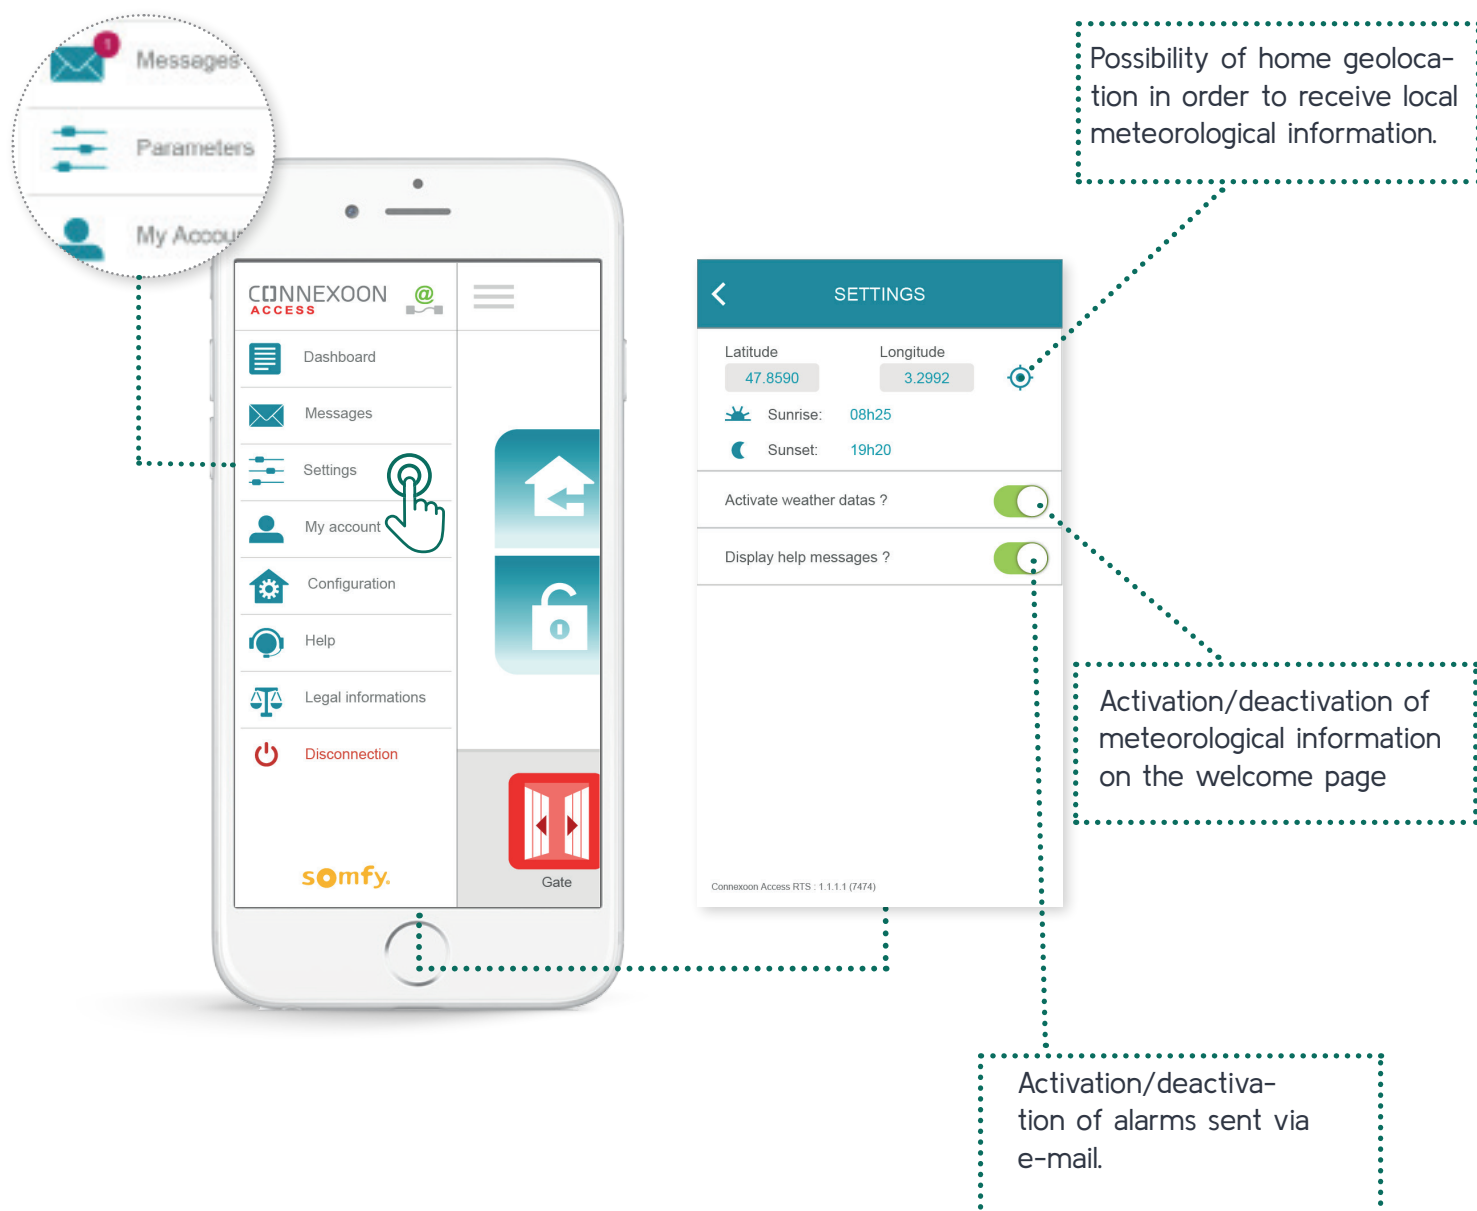 Messages
1
Parameters
My Accou
CONNEXOON
ACCESS
@
Dashboard
Messages
Settings
My account
Configuration
Help
Legal informations
Disconnection
somfy.
Gate
SETTINGS
Latitude Longitude
47.8590 3.2992
Sunrise: 08h25
Sunset: 19h20
Activate weather datas ?
Display help messages ?
Connexoon Access RTS : 1.1.1.1 (7474)
Possibility of home geoloca-
tion in order to receive local
meteorological information.
Activation/deactivation of
meteorological information
on the welcome page
Activation/deactiva-
tion of alarms sent via
e-mail.